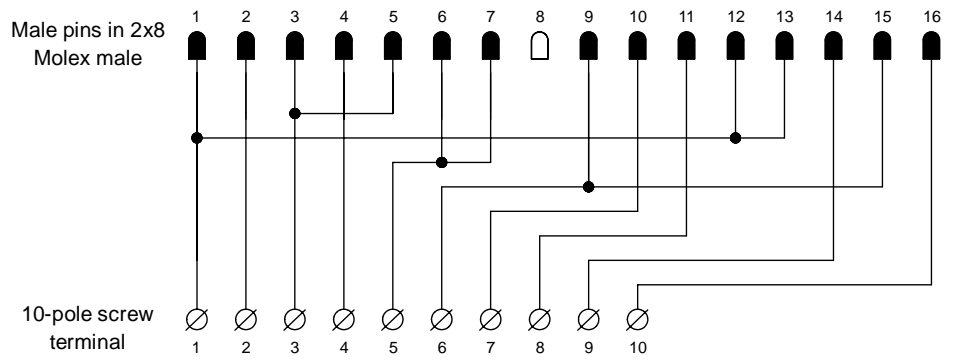 1 2 3 4 5 6 7 8 9 10 11 12 13 14 15 16
Male pins in 2x8
Molex male
10-pole screw
terminal
1 2 3 4 5 6 7 8 9 10